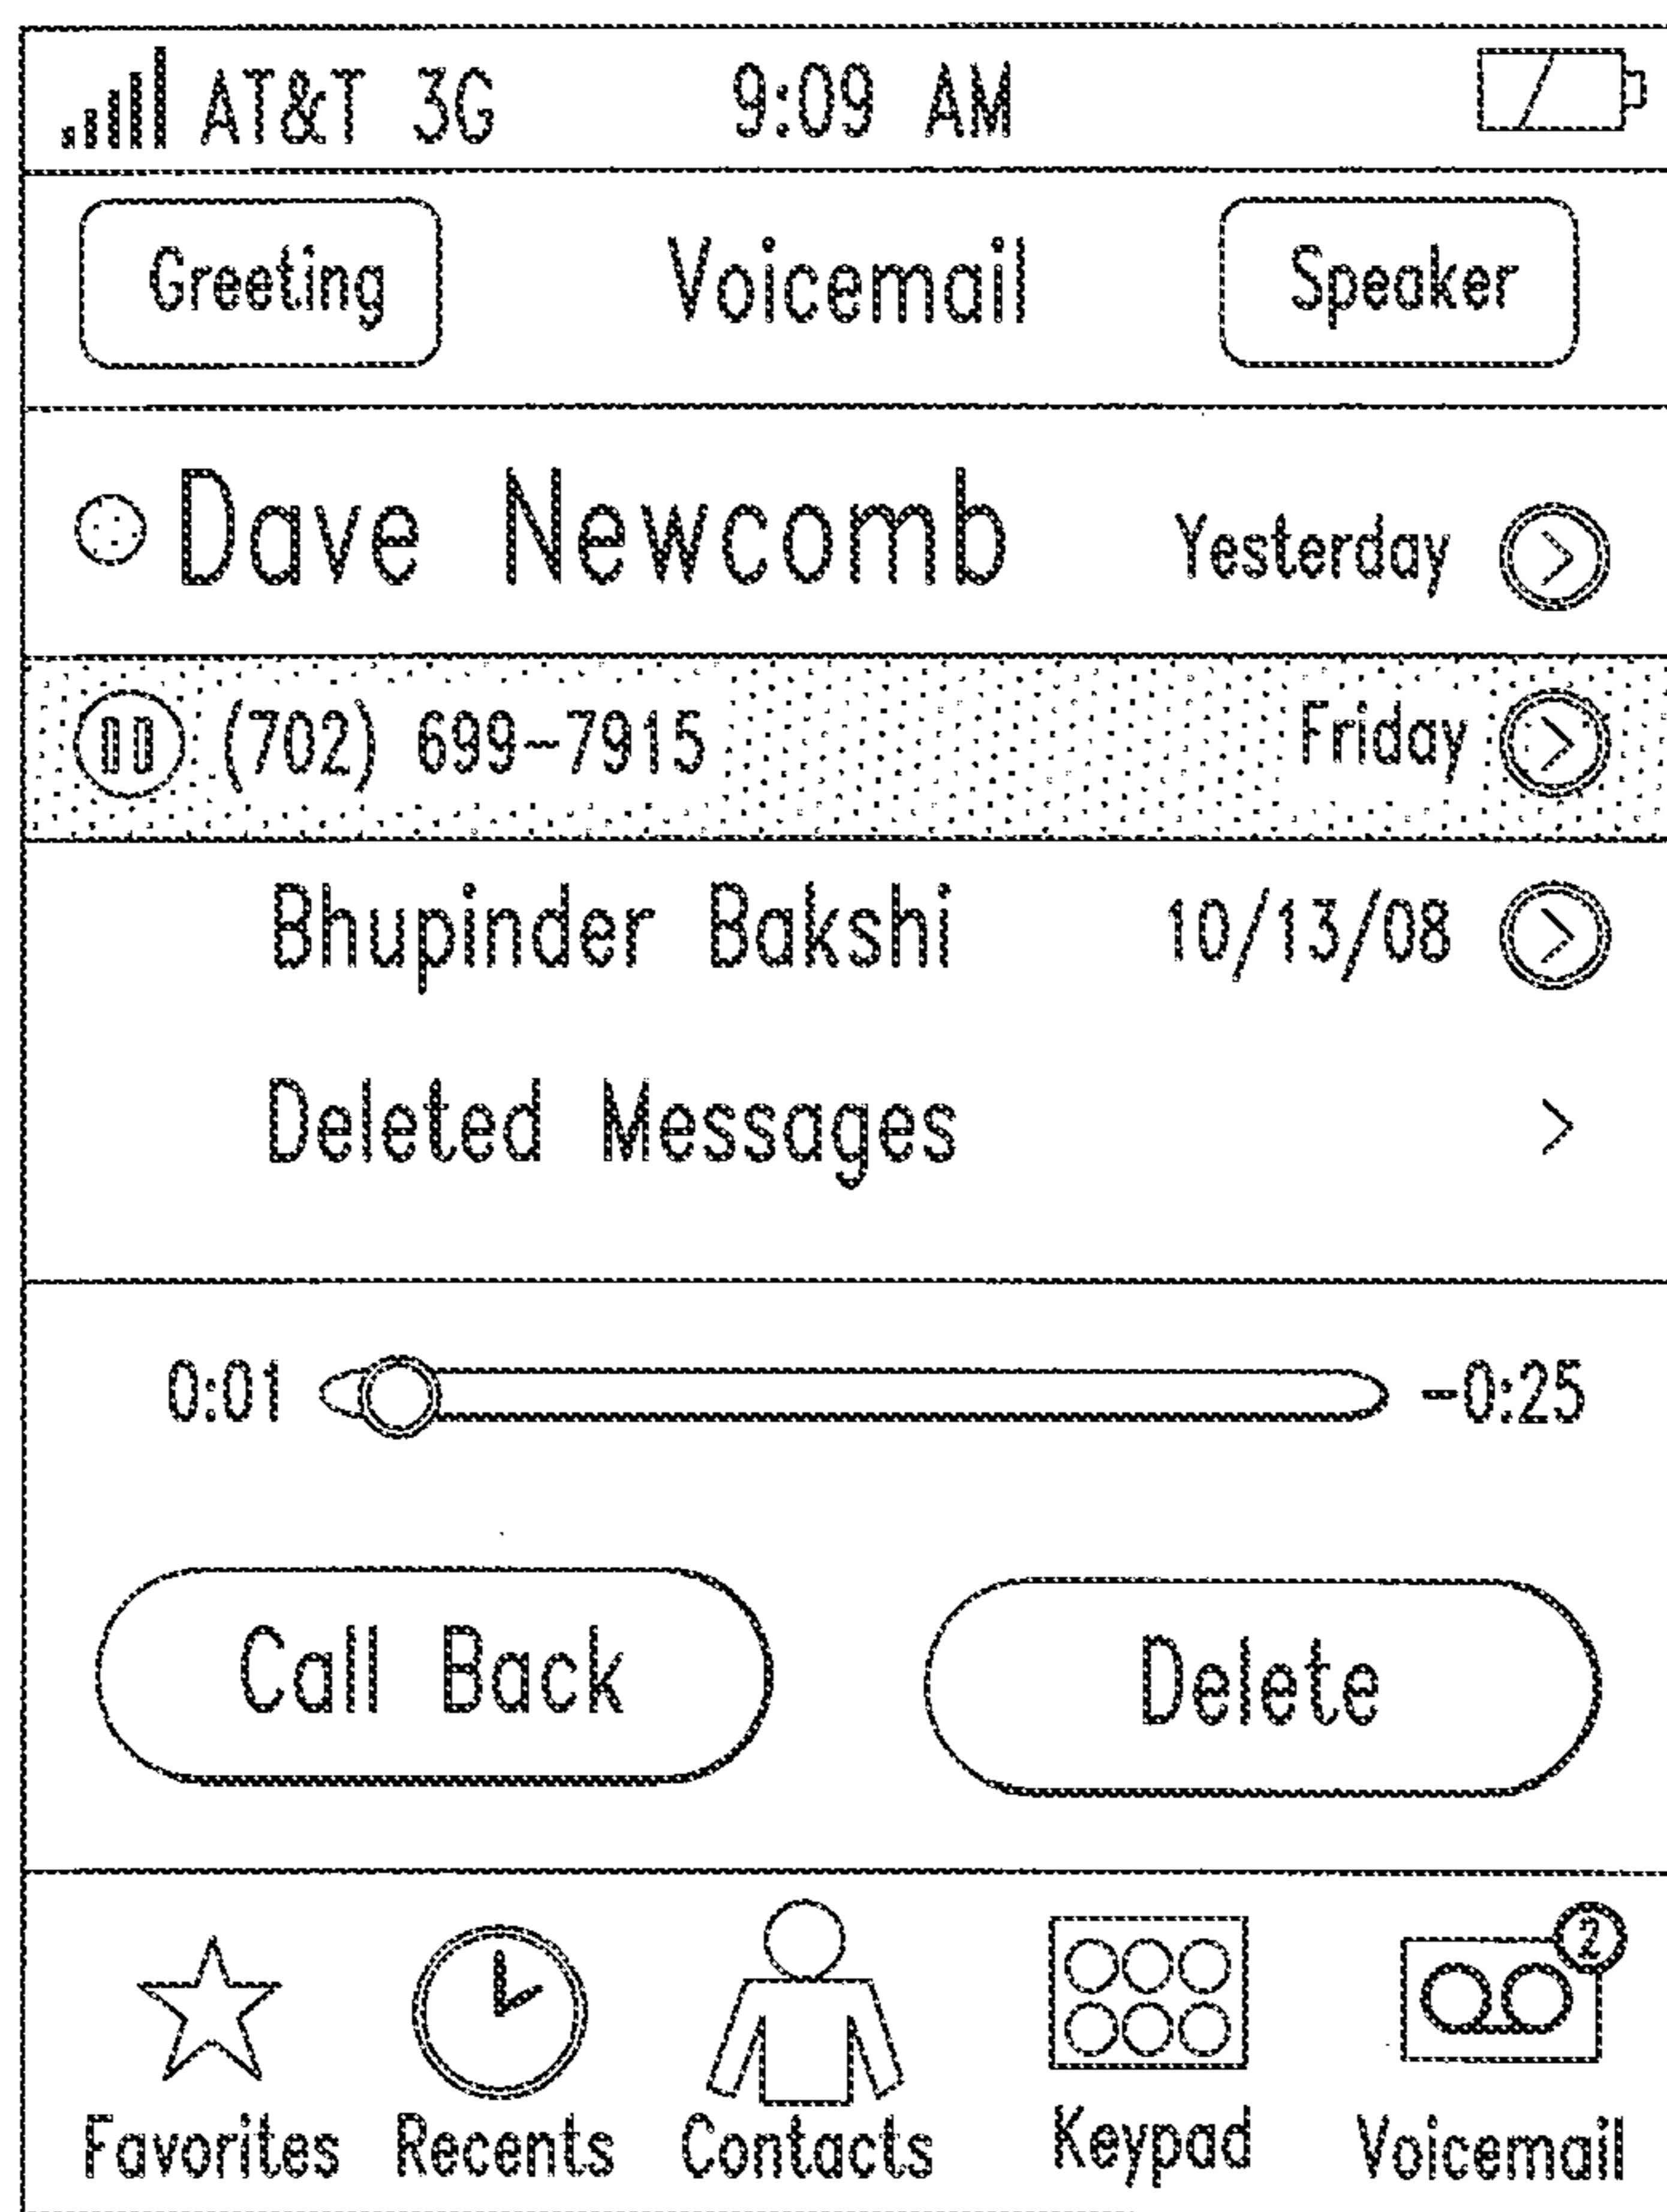 AT&T 3G 9:09 AM
Greeting Voicemail Speaker
Dave Newcomb Yesterday >
(702) 699-7915 Friday >
Bhupinder Bakshi 10/13/08 >
Deleted Messages >
0:01 -0:25
Call Back Delete
2
Favorites Recents Contacts Keypad Voicemail